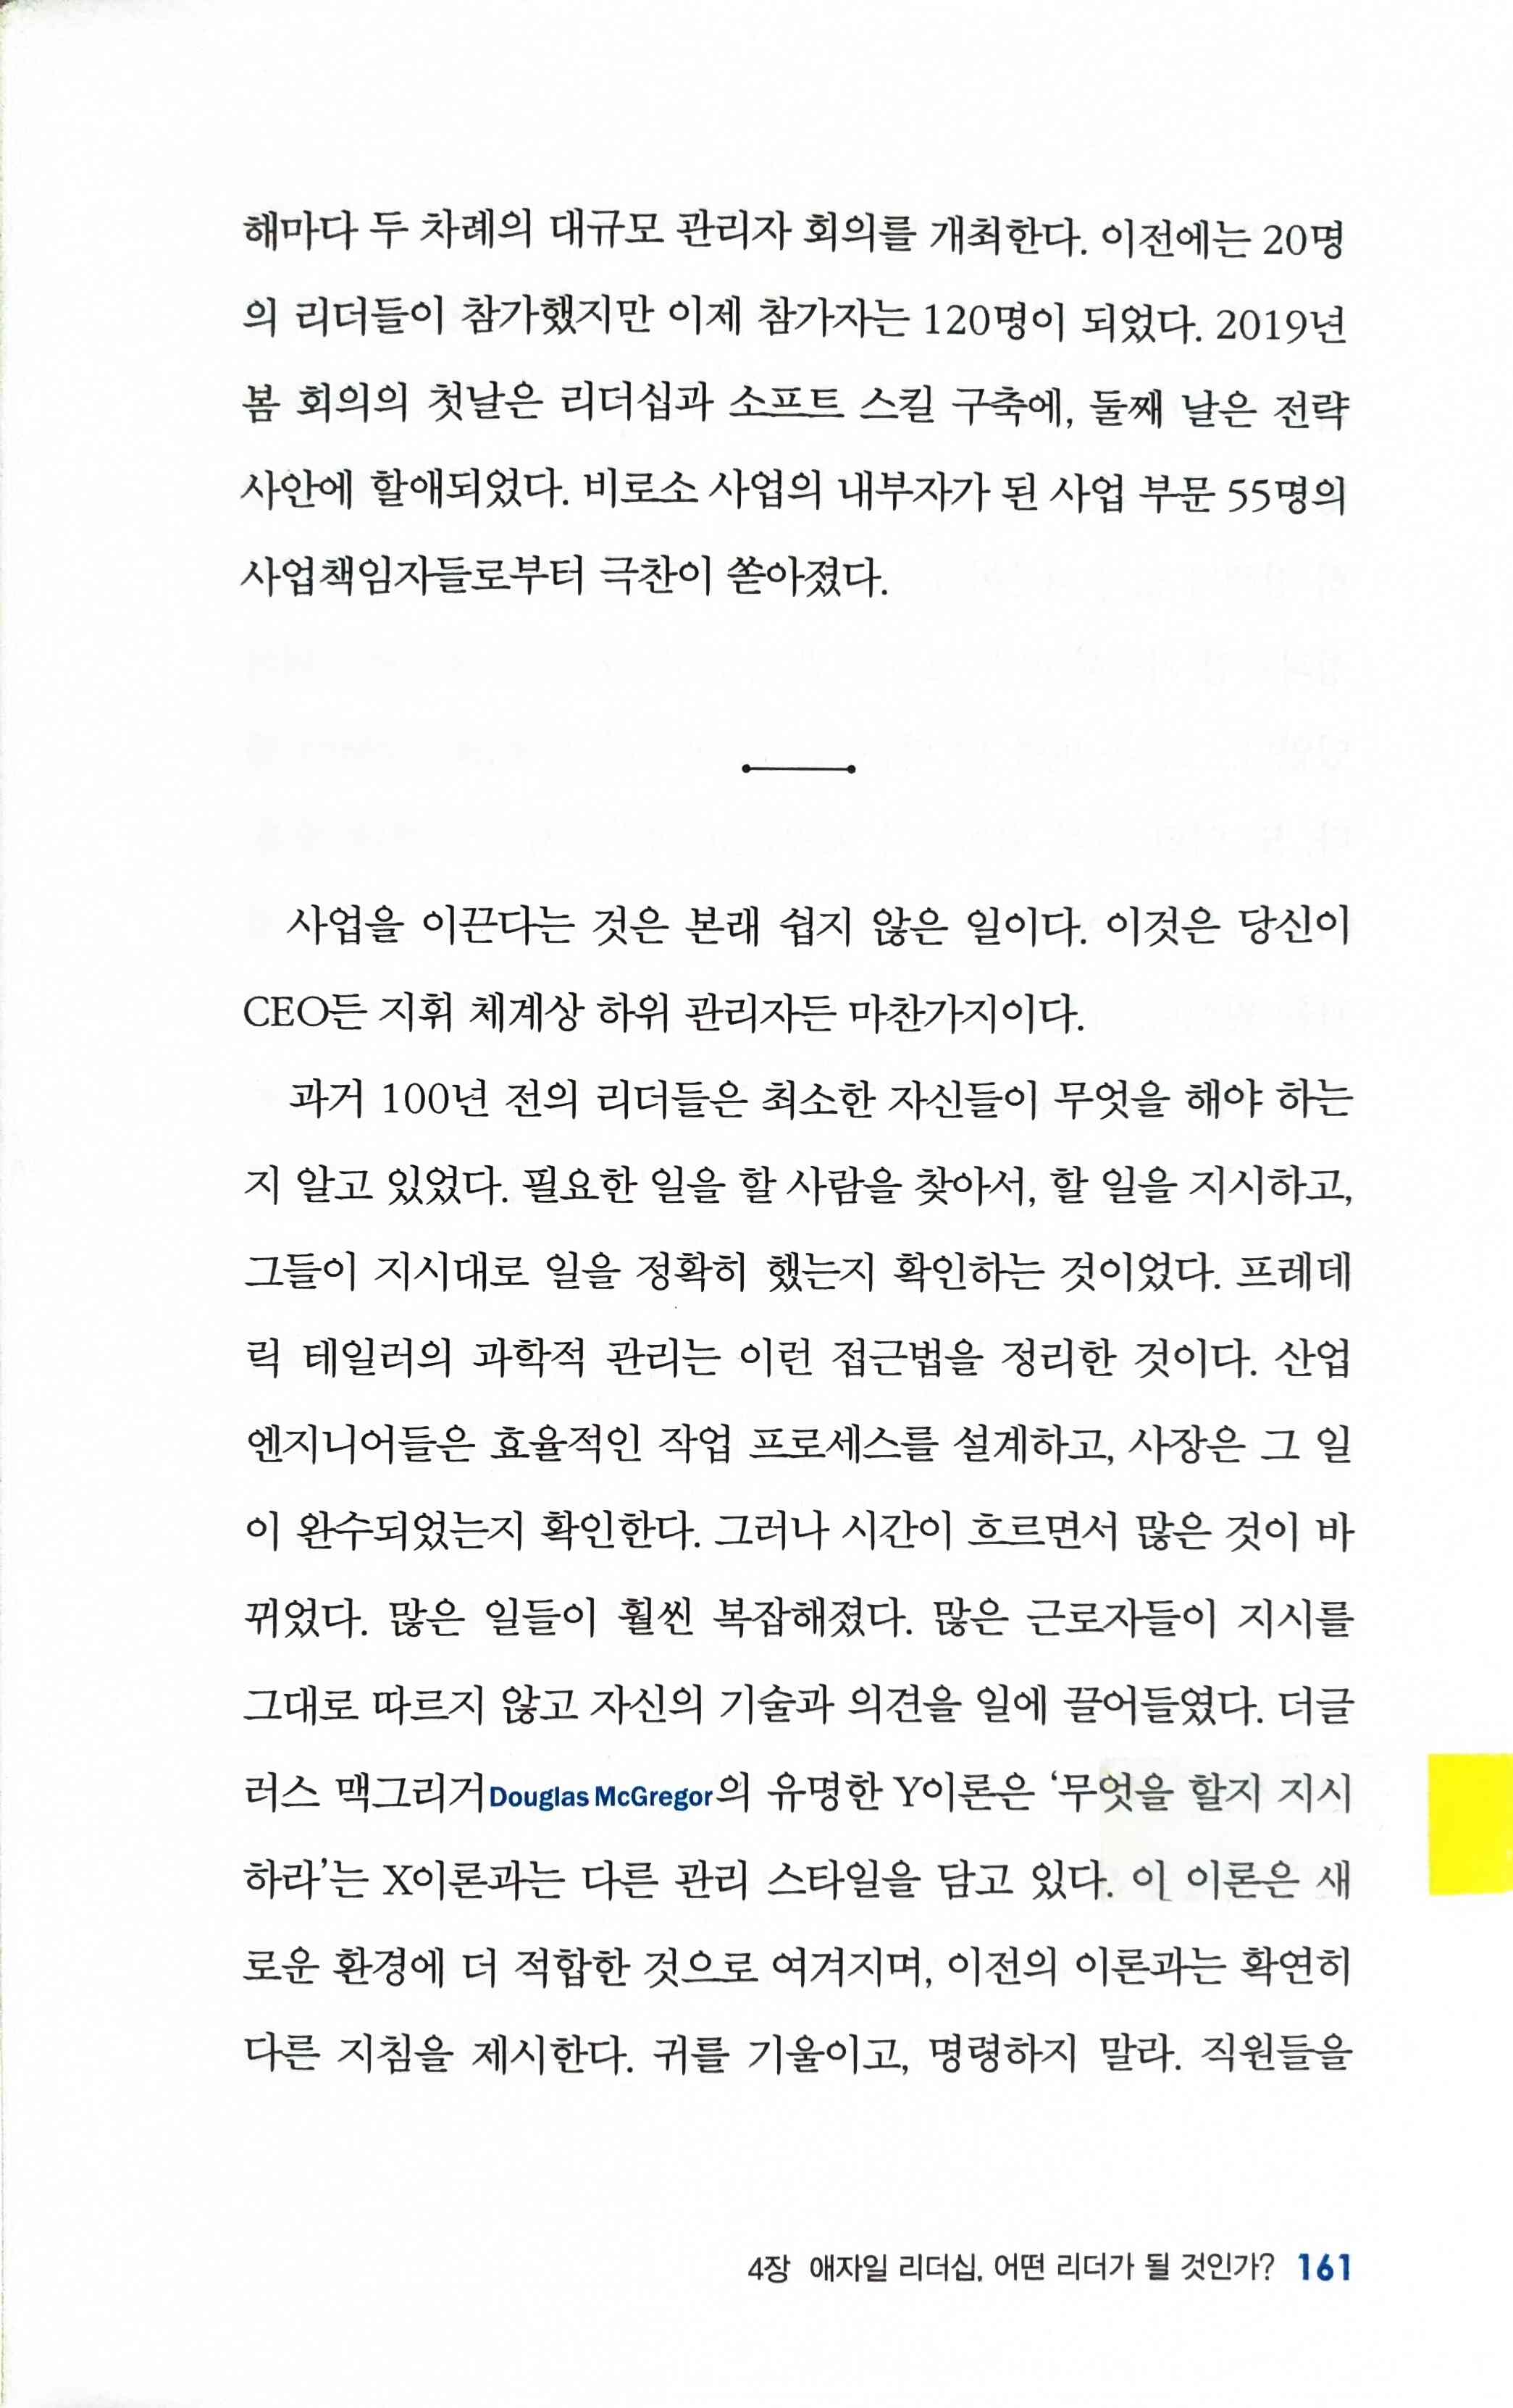 해마다 두 차례의 대규모 관리자 회의를 개최한다. 이전에는 20명
의 리더들이 참가했지만 이제 참가자는 120명이 되었다. 2019년
봄 회의의 첫날은 리더십과 소프트 스킬 구축에, 둘째 날은 전략
사안에 할애되었다. 비로소 사업의 내부자가 된 사업 부문 55명의
사업책임자들로부터 극찬이 쏟아졌다.
사업을 이끈다는 것은 본래 쉽지 않은 일이다. 이것은 당신이
CEO든 지휘 체계상 하위 관리자든 마찬가지이다.
과거 100년 전의 리더들은 최소한 자신들이 무엇을 해야 하는
지 알고 있었다. 필요한 일을 할 사람을 찾아서, 할 일을 지시하고,
그들이 지시대로 일을 정확히 했는지 확인하는 것이었다. 프레데
릭 테일러의 과학적 관리는 이런 접근법을 정리한 것이다. 산업
엔지니어들은 효율적인 작업 프로세스를 설계하고, 사장은 그 일
이 완수되었는지 확인한다. 그러나 시간이 흐르면서 많은 것이 바
뀌었다. 많은 일들이 훨씬 복잡해졌다. 많은 근로자들이 지시를
그대로 따르지 않고 자신의 기술과 의견을 일에 끌어들였다. 더글
러스 맥그리거Douglas McGregor의 유명한 Y이론은 ‘무엇을 할지 지시
하라’는 X이론과는 다른 관리 스타일을 담고 있다. 이 이론은 새
로운 환경에 더 적합한 것으로 여겨지며, 이전의 이론과는 확연히
다른 지침을 제시한다. 귀를 기울이고, 명령하지 말라. 직원들을
4장 애자일 리더십, 어떤 리더가 될 것인가? 161